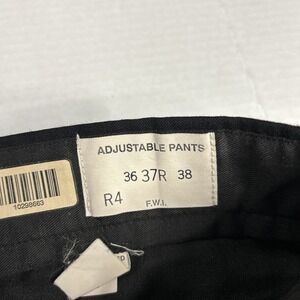 ADJUSTABLE PANTS
36 37R 38
R4 F.W.I.
10298663